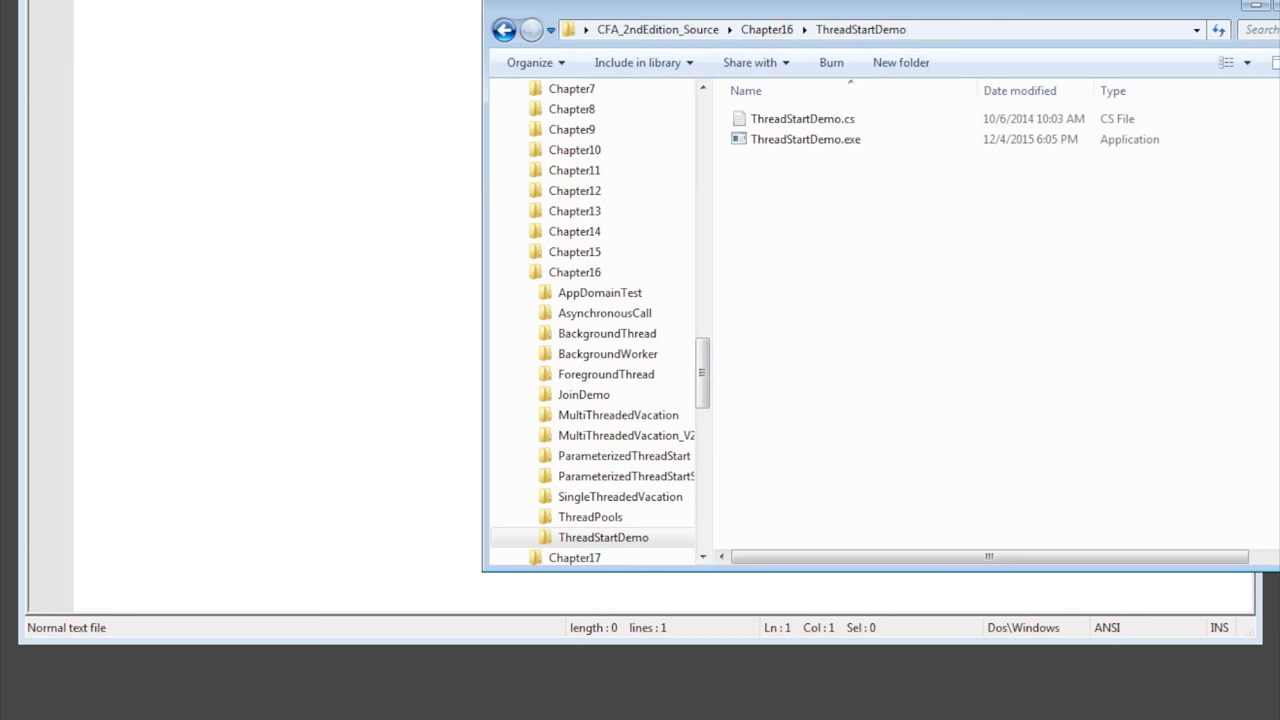 CFA_2ndEdition_Source Chapter16 ThreadStartDemo Search
Organize Include in library Share with Burn New folder
Name Date modified Type
ThreadStartDemo.cs 10/6/2014 10:03 AM CS File
ThreadStartDemo.exe 12/4/2015 6:05 PM Application
Chapter7
Chapter8
Chapter9
Chapter10
Chapter11
Chapter12
Chapter13
Chapter14
Chapter15
Chapter16
AppDomainTest
AsynchronousCall
BackgroundThread
BackgroundWorker
ForegroundThread
JoinDemo
MultiThreadedVacation
MultiThreadedVacation_V2
ParameterizedThreadStart
ParameterizedThreadStartS
SingleThreadedVacation
ThreadPools
ThreadStartDemo
Chapter17
Normal text file length : 0 lines : 1 Ln : 1 Col : 1 Sel : 0 Dos\Windows ANSI INS